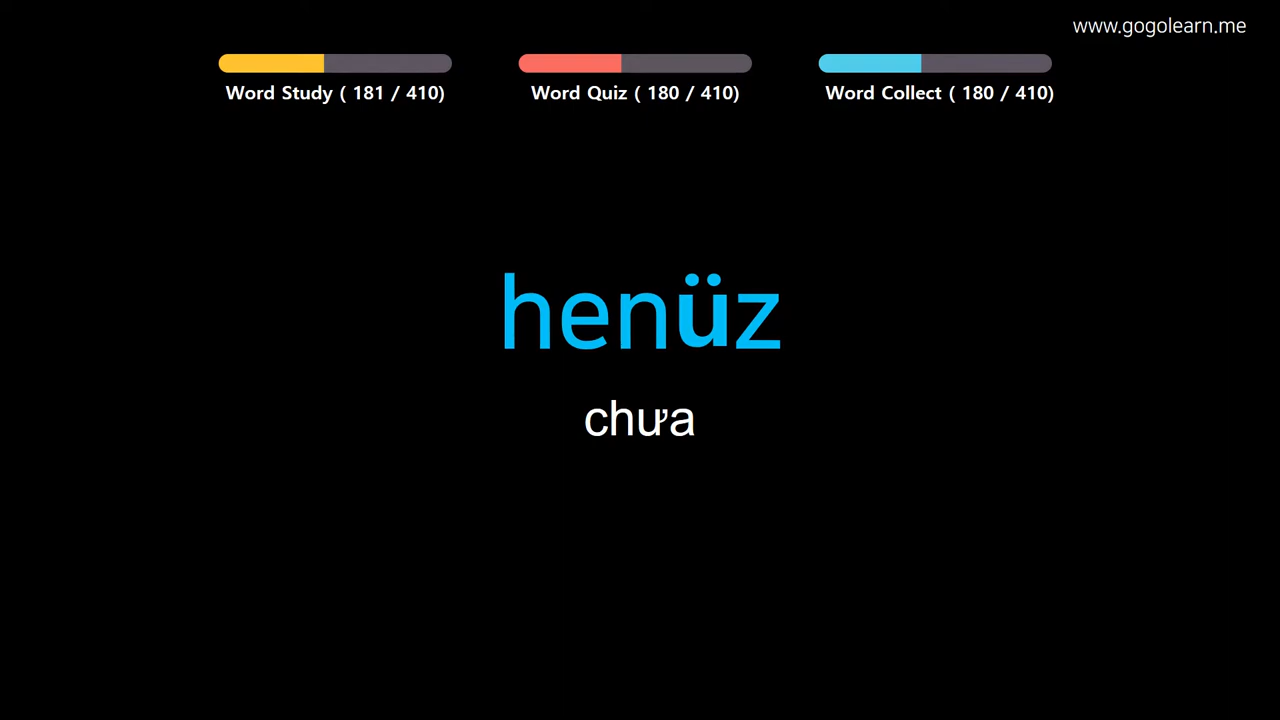 www.gogolearn.me
Word Study ( 181 / 410)
Word Quiz ( 180 / 410)
Word Collect ( 180 / 410)
henüz
chưa